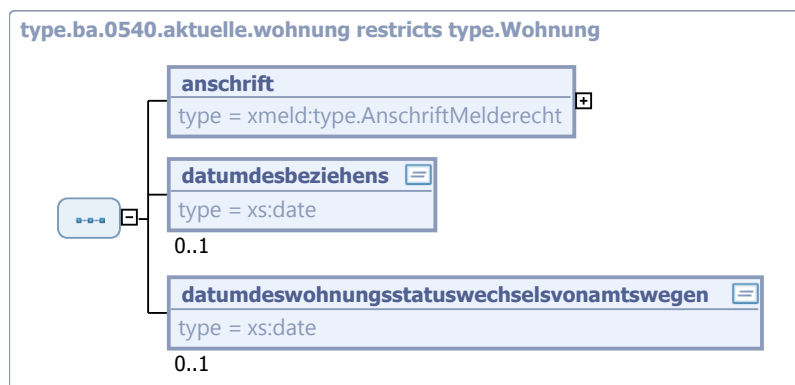 type.ba.0540.aktuelle.wohnung restricts type.Wohnung
anschrift
type = xmeld:type.AnschriftMelderecht
datumdesbeziehens
type = xs:date
0..1
datumdeswohnungsstatuswechselsvonamtswegen
type = xs:date
0..1